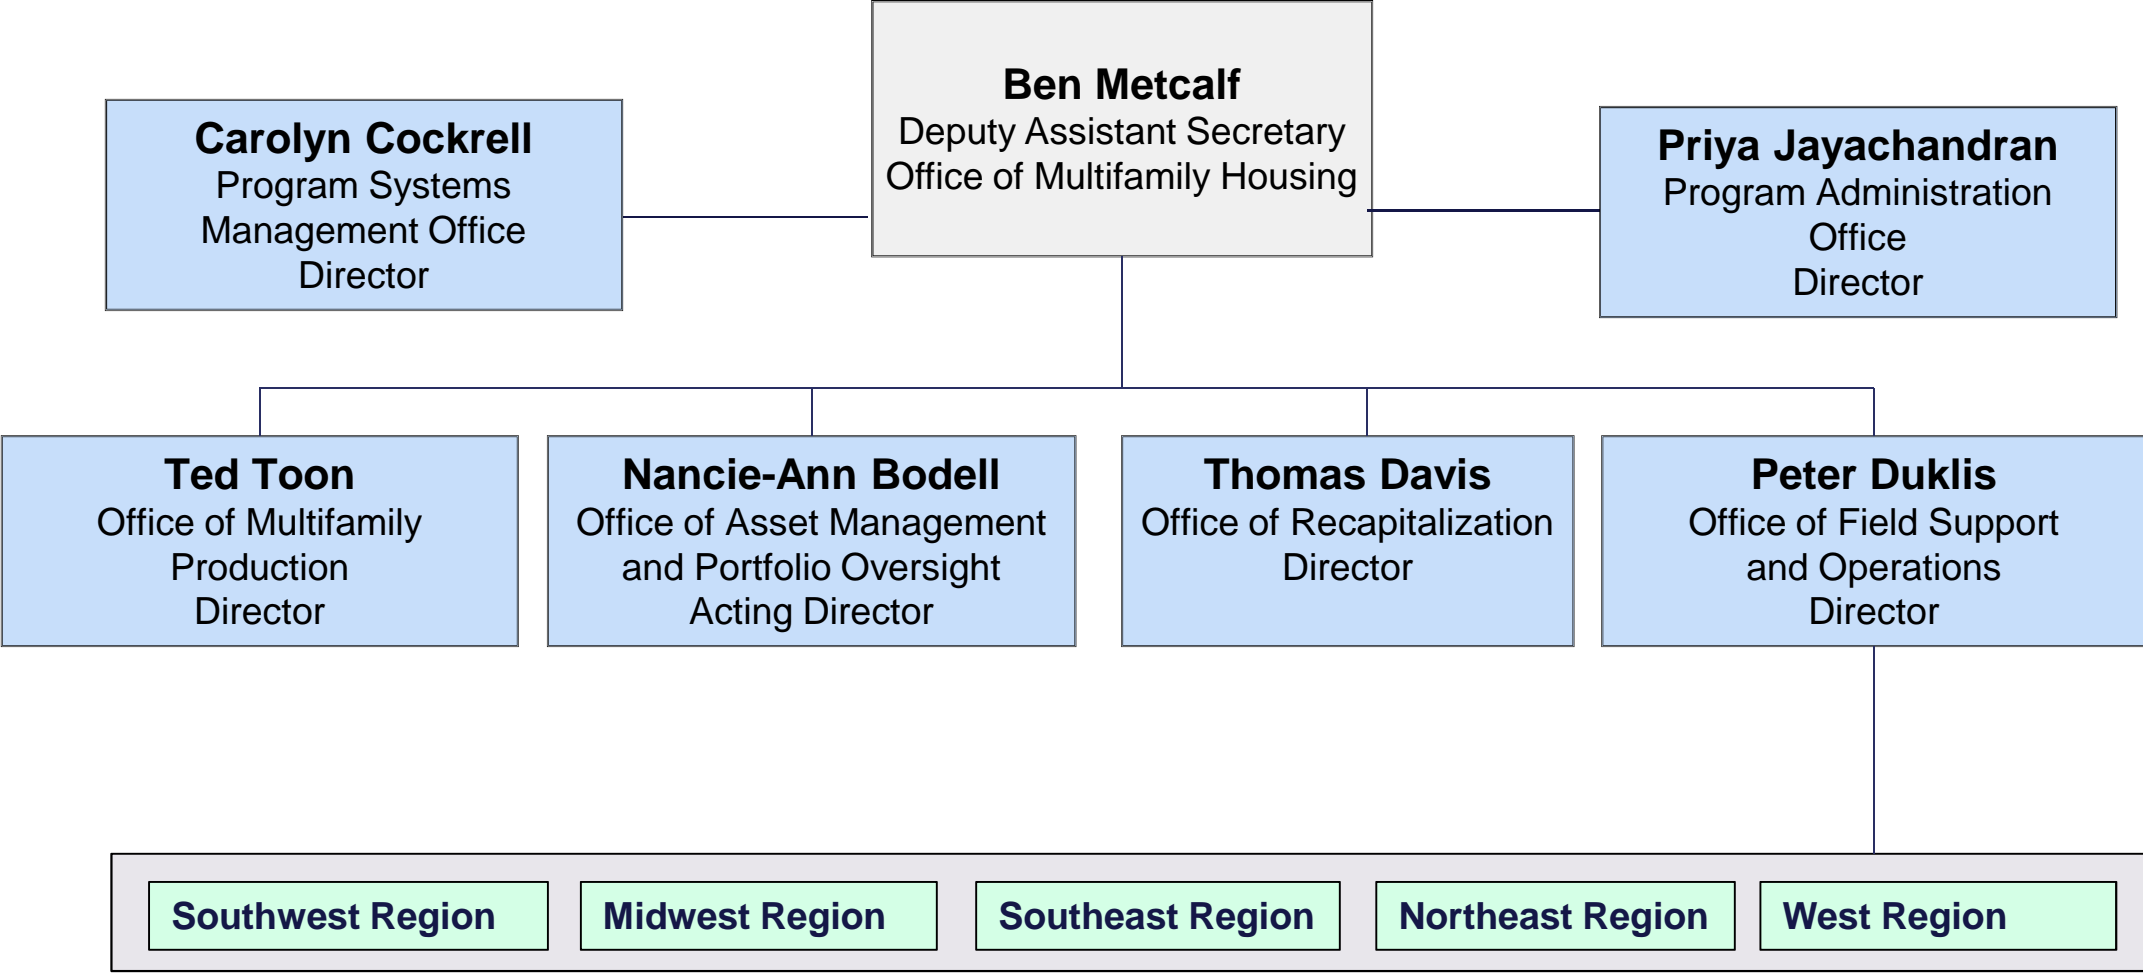 Ben Metcalf
Deputy Assistant Secretary
Office of Multifamily Housing
Carolyn Cockrell
Program Systems
Management Office
Director
Priya Jayachandran
Program Administration
Office
Director
Ted Toon
Office of Multifamily
Production
Director
Nancie-Ann Bodell
Office of Asset Management
and Portfolio Oversight
Acting Director
Thomas Davis
Office of Recapitalization
Director
Peter Duklis
Office of Field Support
and Operations
Director
Southwest Region
Midwest Region
Southeast Region
Northeast Region
West Region